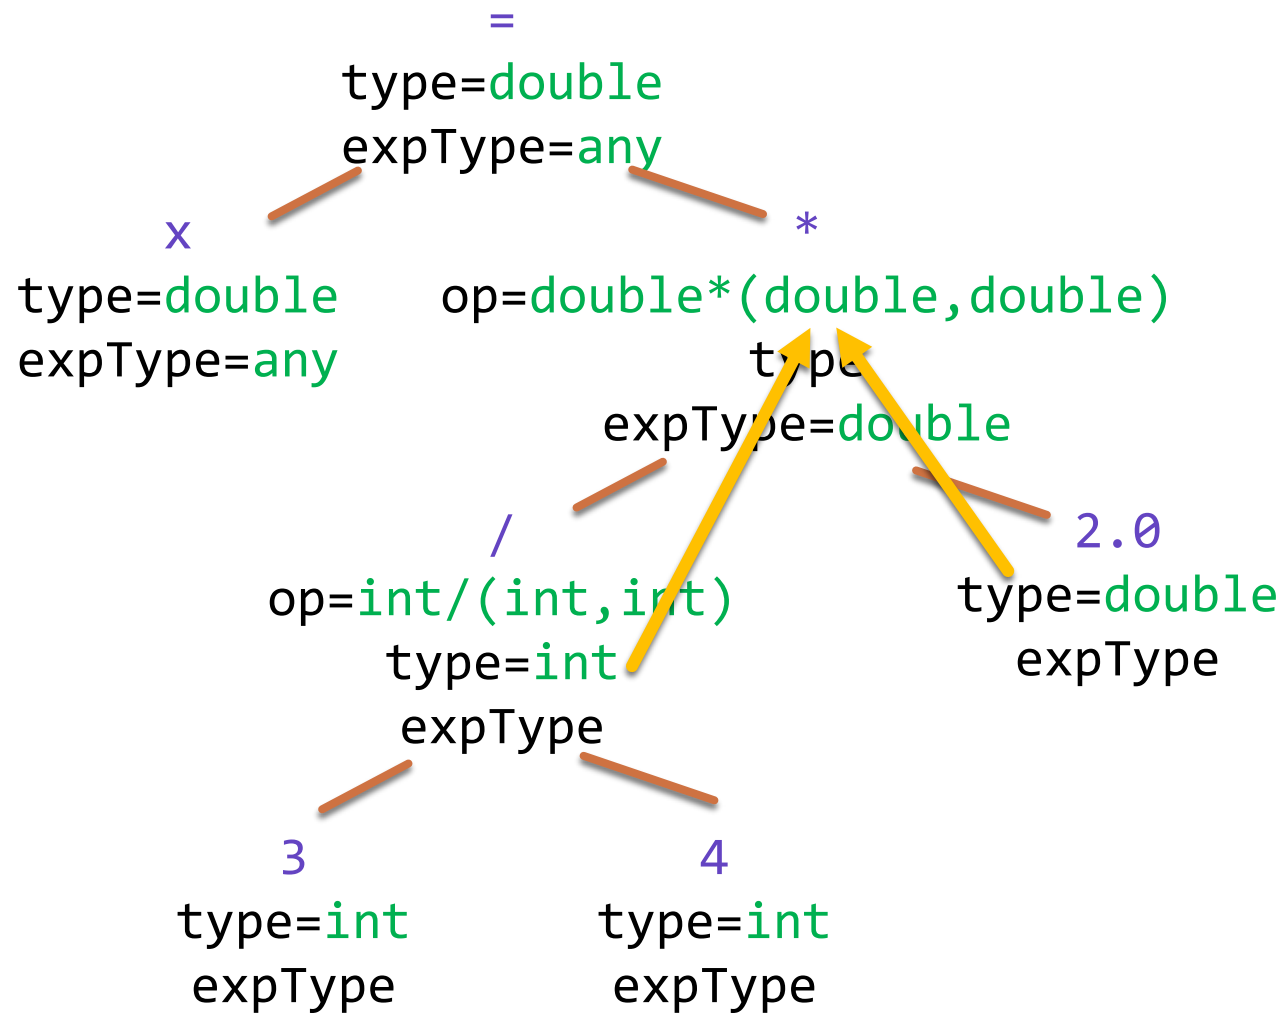 =
type=double
expType=any
x
type=double
expType=any
*
op=double*(double,double)
type
expType=double
/
op=int/(int,int)
type=int
expType
2.0
type=double
expType
3
type=int
expType
4
type=int
expType